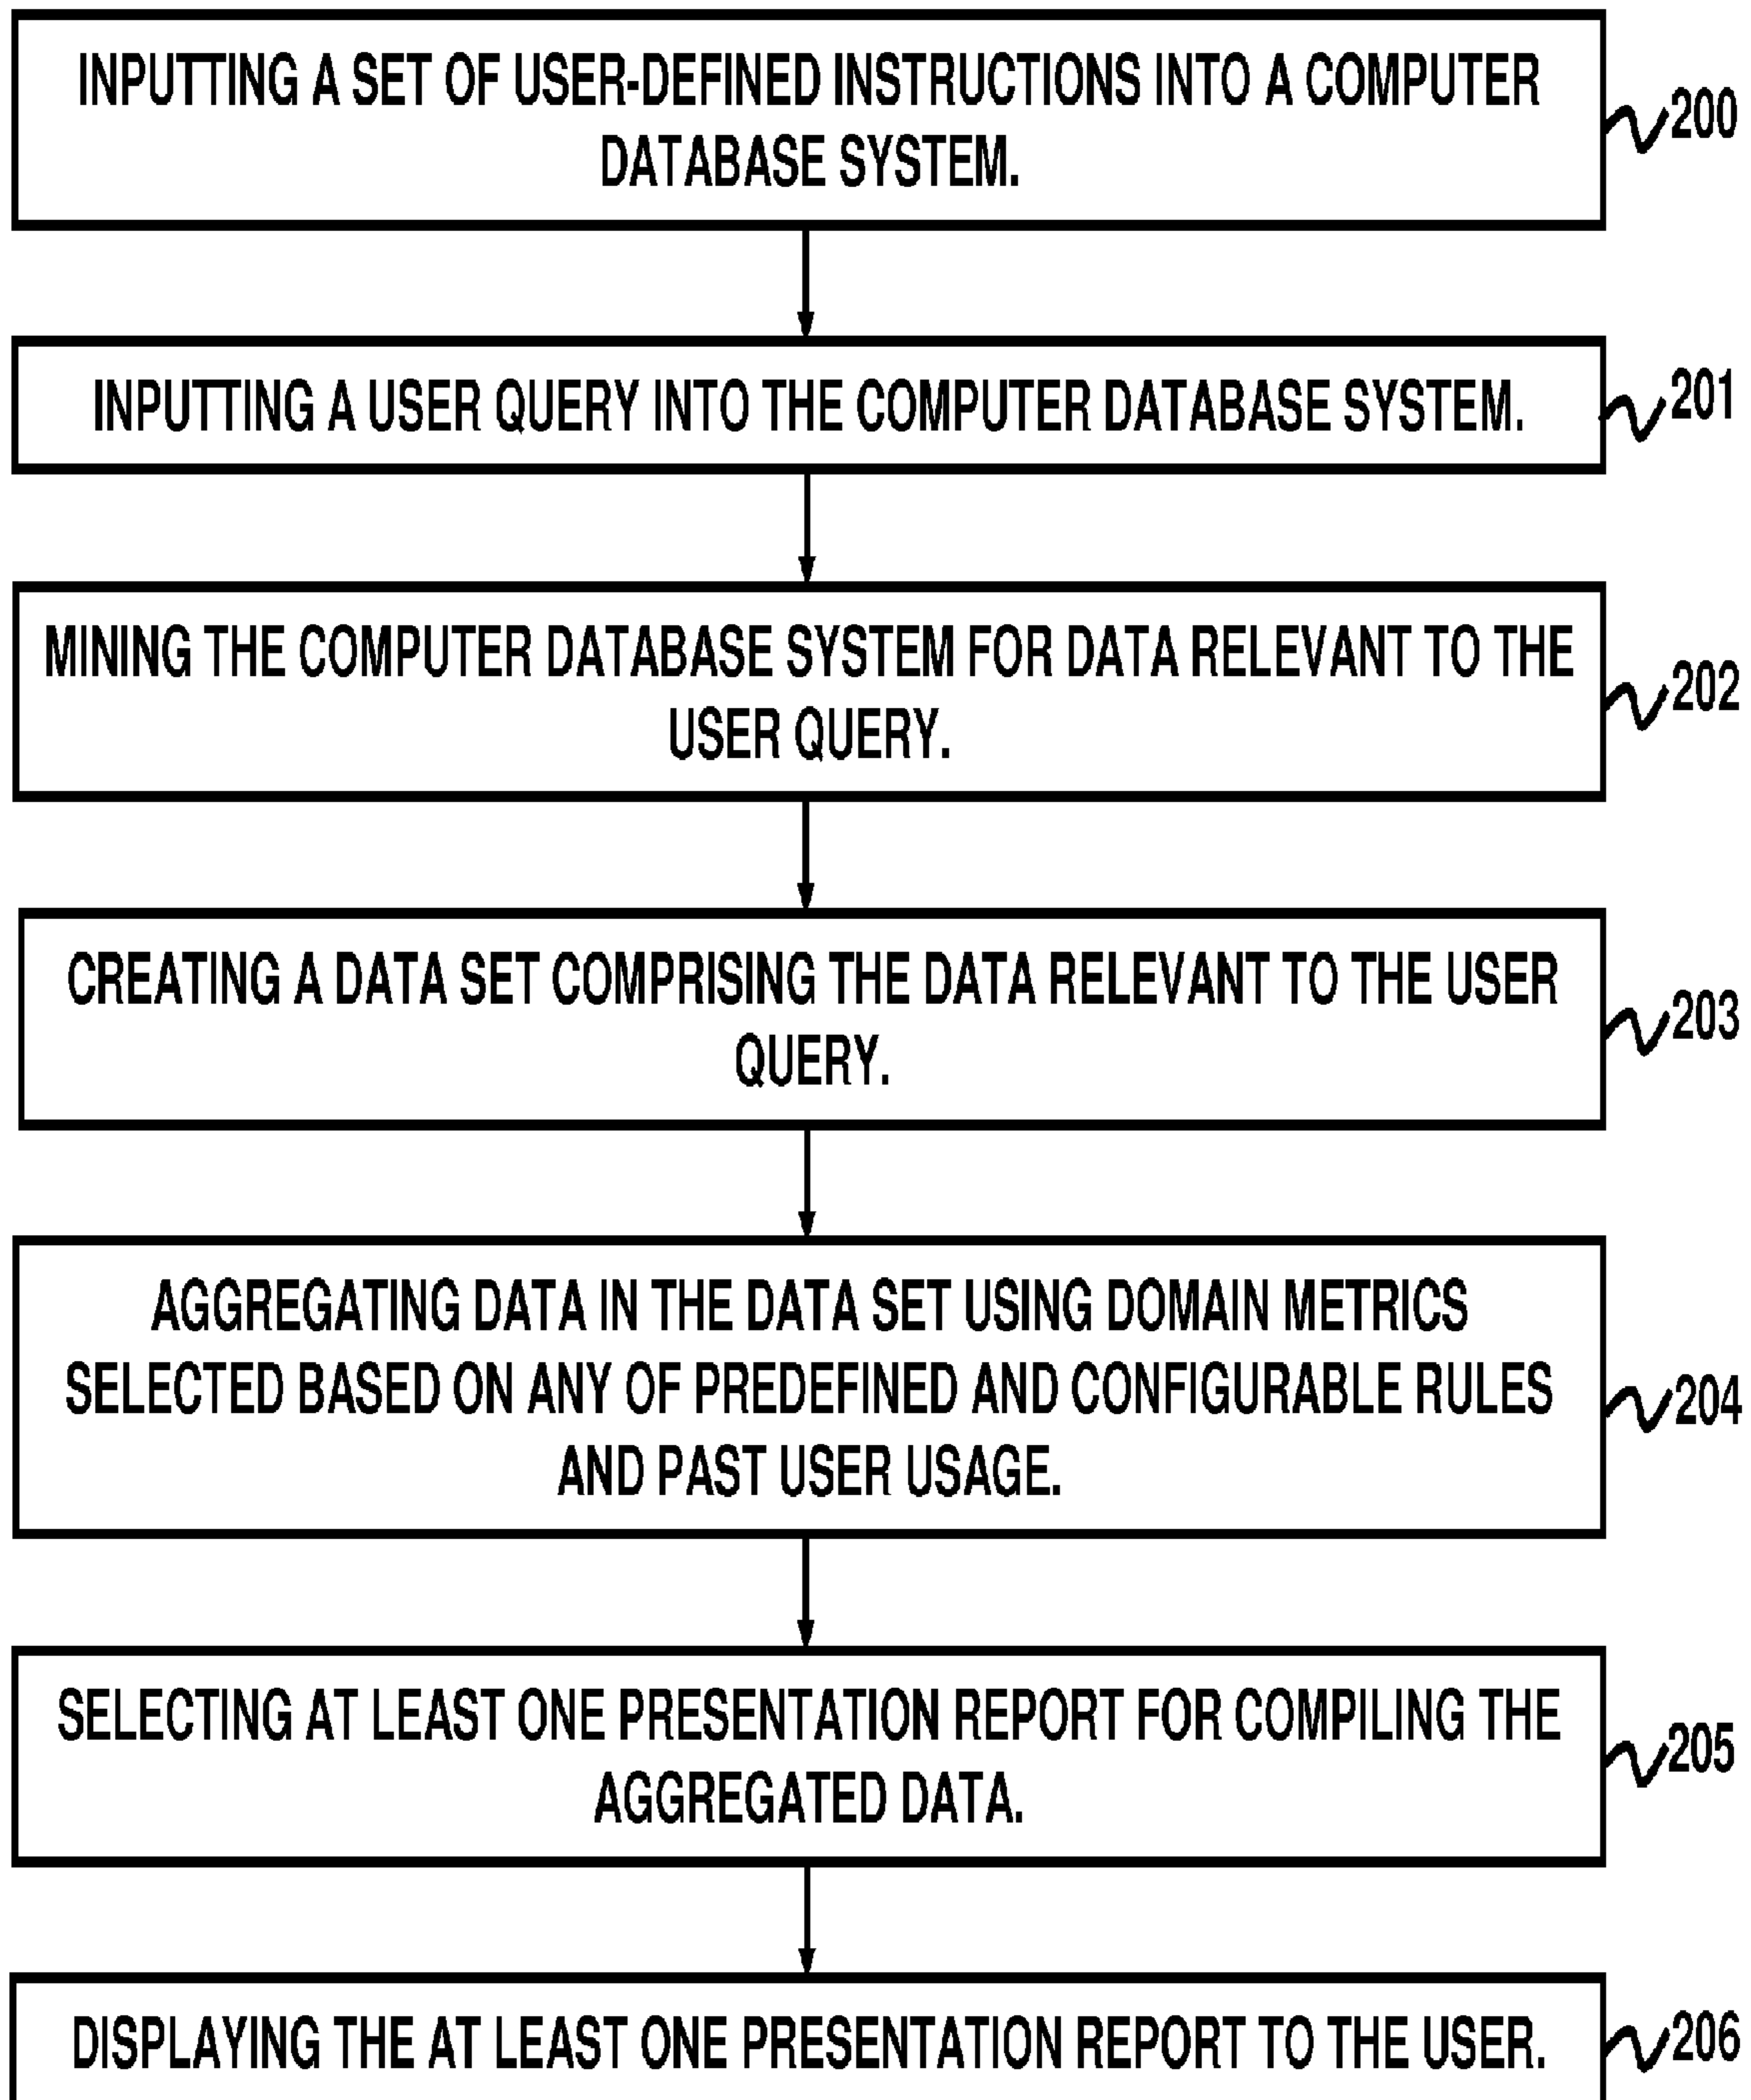 INPUTTING A SET OF USER-DEFINED INSTRUCTIONS INTO A COMPUTER
DATABASE SYSTEM.
200
INPUTTING A USER QUERY INTO THE COMPUTER DATABASE SYSTEM.
201
MINING THE COMPUTER DATABASE SYSTEM FOR DATA RELEVANT TO THE
USER QUERY.
202
CREATING A DATA SET COMPRISING THE DATA RELEVANT TO THE USER
QUERY.
203
AGGREGATING DATA IN THE DATA SET USING DOMAIN METRICS
SELECTED BASED ON ANY OF PREDEFINED AND CONFIGURABLE RULES
AND PAST USER USAGE.
204
SELECTING AT LEAST ONE PRESENTATION REPORT FOR COMPILING THE
AGGREGATED DATA.
205
DISPLAYING THE AT LEAST ONE PRESENTATION REPORT TO THE USER.
206